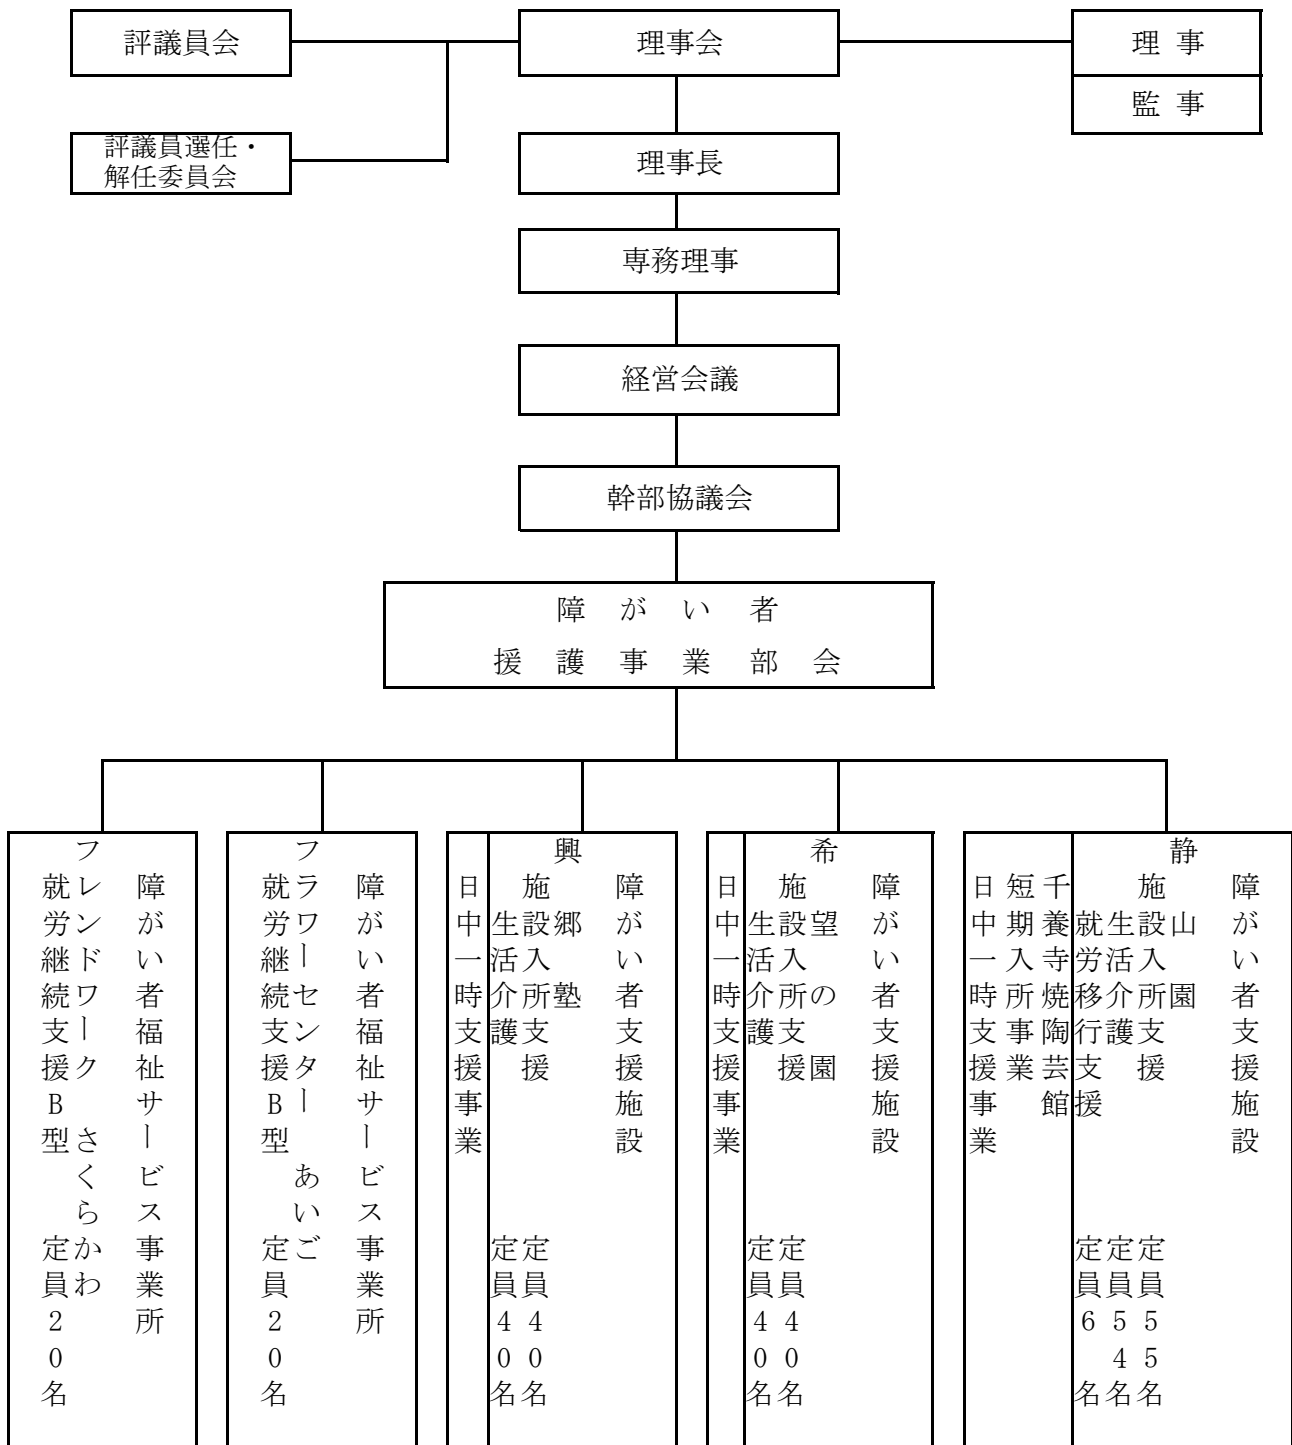 評議員会
理事会
理 事
監 事
評議員選任・
解任委員会
理事長
専務理事
経営会議
幹部協議会
障 が い 者
援 護 事 業 部 会
障がい者支援施設
静山園
施設入所支援 定員55名
生活介護 定員54名
就労移行支援 定員6名
千養寺焼陶芸館
短期入所事業
日中一時支援事業
障がい者支援施設
希望の園
施設入所支援 定員40名
生活介護 定員40名
日中一時支援事業
障がい者支援施設
興郷塾
施設入所支援 定員40名
生活介護 定員40名
日中一時支援事業
障がい者福祉サービス事業所
フラワーセンター あいご
就労継続支援B型 定員20名
障がい者福祉サービス事業所
フレンドワーク さくらかわ
就労継続支援B型 定員20名